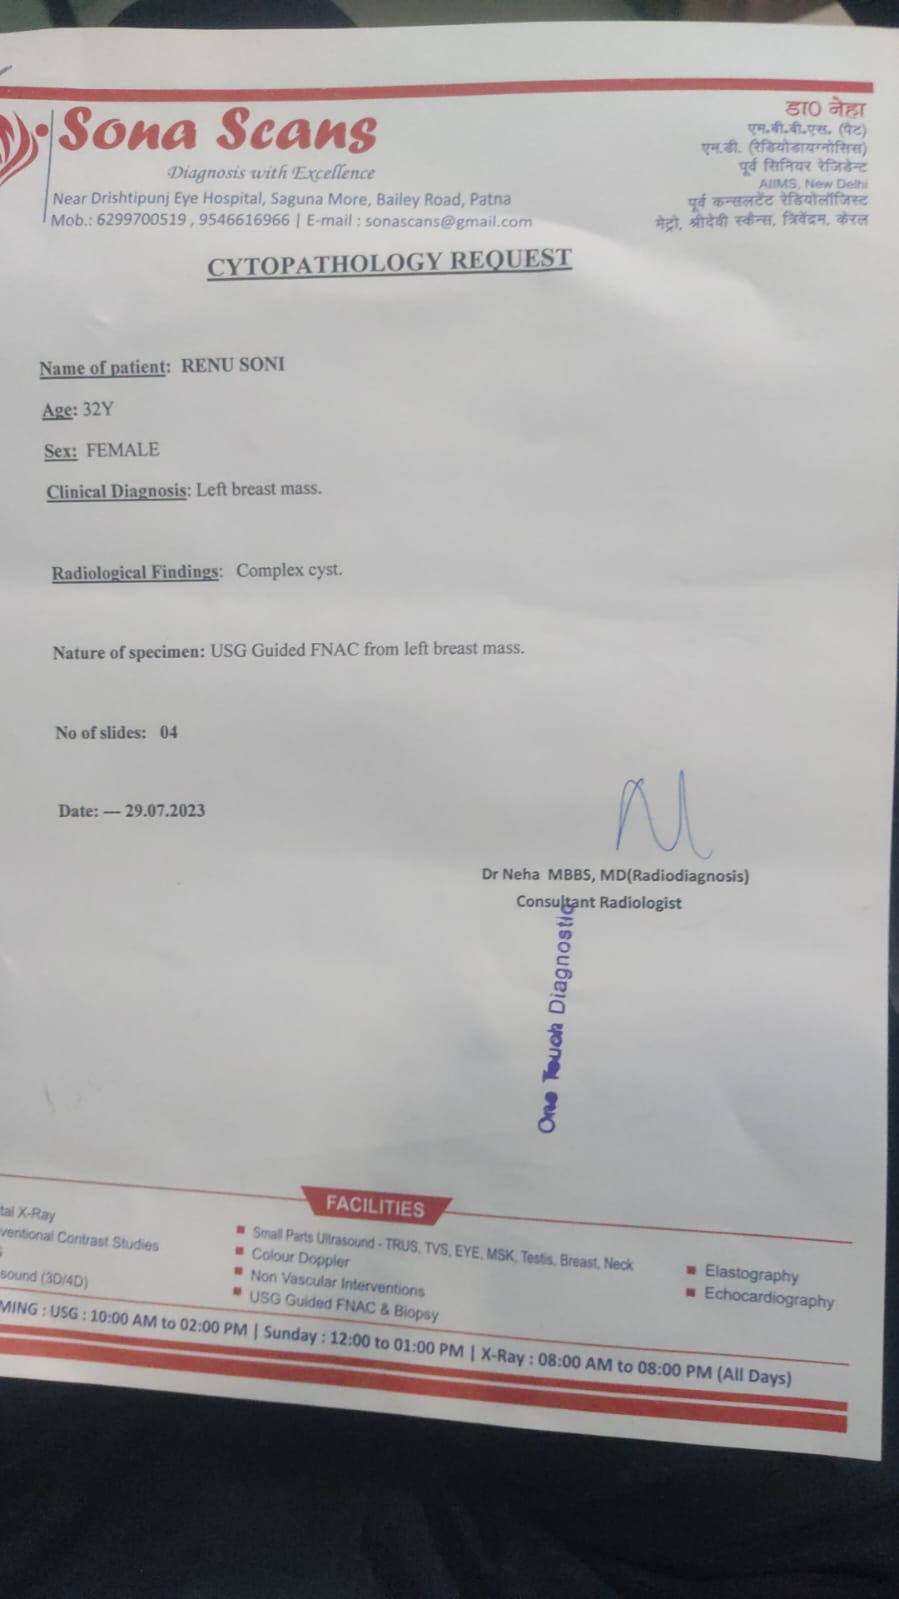 Sona Scans
Diagnosis with Excellence
Near Drishtipunj Eye Hospital, Saguna More, Bailey Road, Patna
Mob.: 6299700519 , 9546616966 | E-mail : sonascans@gmail.com
डा0 नेहा
एम.बी.बी.एस. (पैट)
एम.डी. (रेडियोडायग्नोसिस)
पूर्व सिनियर रेजिडेन्ट
AIIMS, New Delhi
पूर्व कन्सलटेंट रेडियोलॉजिस्ट
मेट्रो, श्रीदेवी स्कैन्स, त्रिवेंद्रम, केरल
CYTOPATHOLOGY REQUEST
Name of patient: RENU SONI
Age: 32Y
Sex: FEMALE
Clinical Diagnosis: Left breast mass.
Radiological Findings: Complex cyst.
Nature of specimen: USG Guided FNAC from left breast mass.
No of slides: 04
Date: --- 29.07.2023
Dr Neha MBBS, MD(Radiodiagnosis)
Consultant Radiologist
One Touch Diagnostic
FACILITIES
tal X-Ray
ventional Contrast Studies
sound (3D/4D)
Small Parts Ultrasound - TRUS, TVS, EYE, MSK, Testis, Breast, Neck
Colour Doppler
Non Vascular Interventions
USG Guided FNAC & Biopsy
Elastography
Echocardiography
MING : USG : 10:00 AM to 02:00 PM | Sunday : 12:00 to 01:00 PM | X-Ray : 08:00 AM to 08:00 PM (All Days)